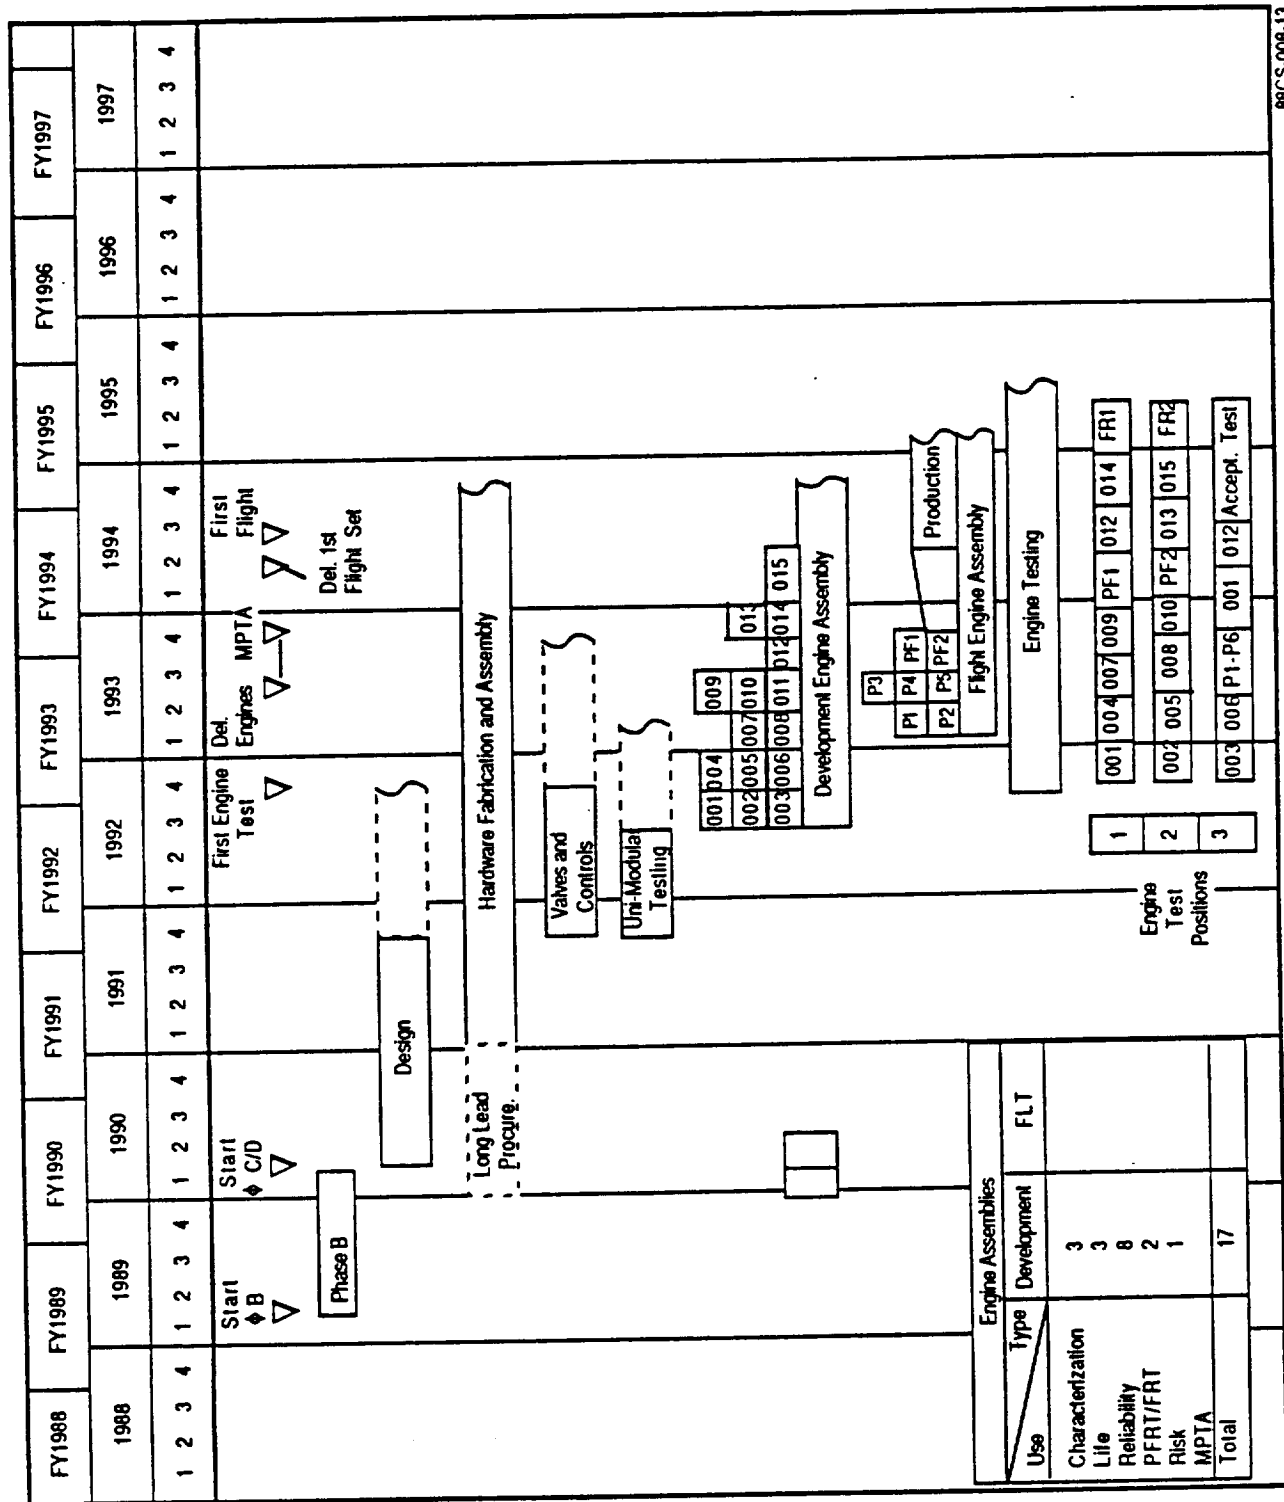 FY1988 FY1989 FY1990 FY1991 FY1992 FY1993 FY1994 FY1995 FY1996 FY1997
1988 1989 1990 1991 1992 1993 1994 1995 1996 1997
1 2 3 4 1 2 3 4 1 2 3 4 1 2 3 4 1 2 3 4 1 2 3 4 1 2 3 4 1 2 3 4 1 2 3 4 1 2 3 4
Start
ϕ B
Start
ϕ C/D
First Engine
Test
Del.
Engines MPTA
First
Flight
Del. 1st
Flight Set
Phase B
Design
Long Lead
Procure.
Hardware Fabrication and Assembly
Valves and
Controls
Uni-Modular
Testing
001 004 009
002 005 007 010 013
003 006 008 011 012 014 015
Development Engine Assembly
P3
P1 P4 PF1
P2 P5 PF2
Production
Flight Engine Assembly
Engine Testing
Engine
Test
Positions
1 001 004 007 009 PF1 012 014 FR1
2 002 005 008 010 PF2 013 015 FR2
3 003 006 P1-P6 001 012 Accept. Test
Engine Assemblies
Use Type Development FLT
Characterization 3
Life 3
Reliability 8
PFRT/FRT 2
Risk 1
MPTA
Total 17